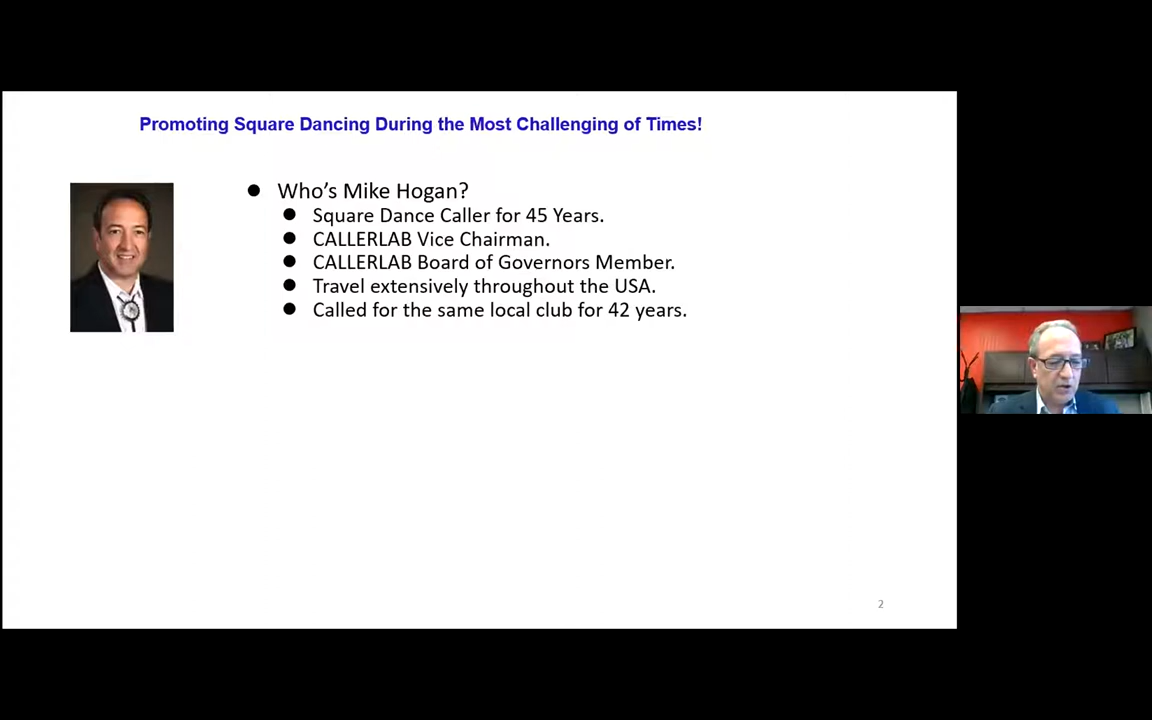 Promoting Square Dancing During the Most Challenging of Times!
Who's Mike Hogan?
Square Dance Caller for 45 Years.
CALLERLAB Vice Chairman.
CALLERLAB Board of Governors Member.
Travel extensively throughout the USA.
Called for the same local club for 42 years.
2